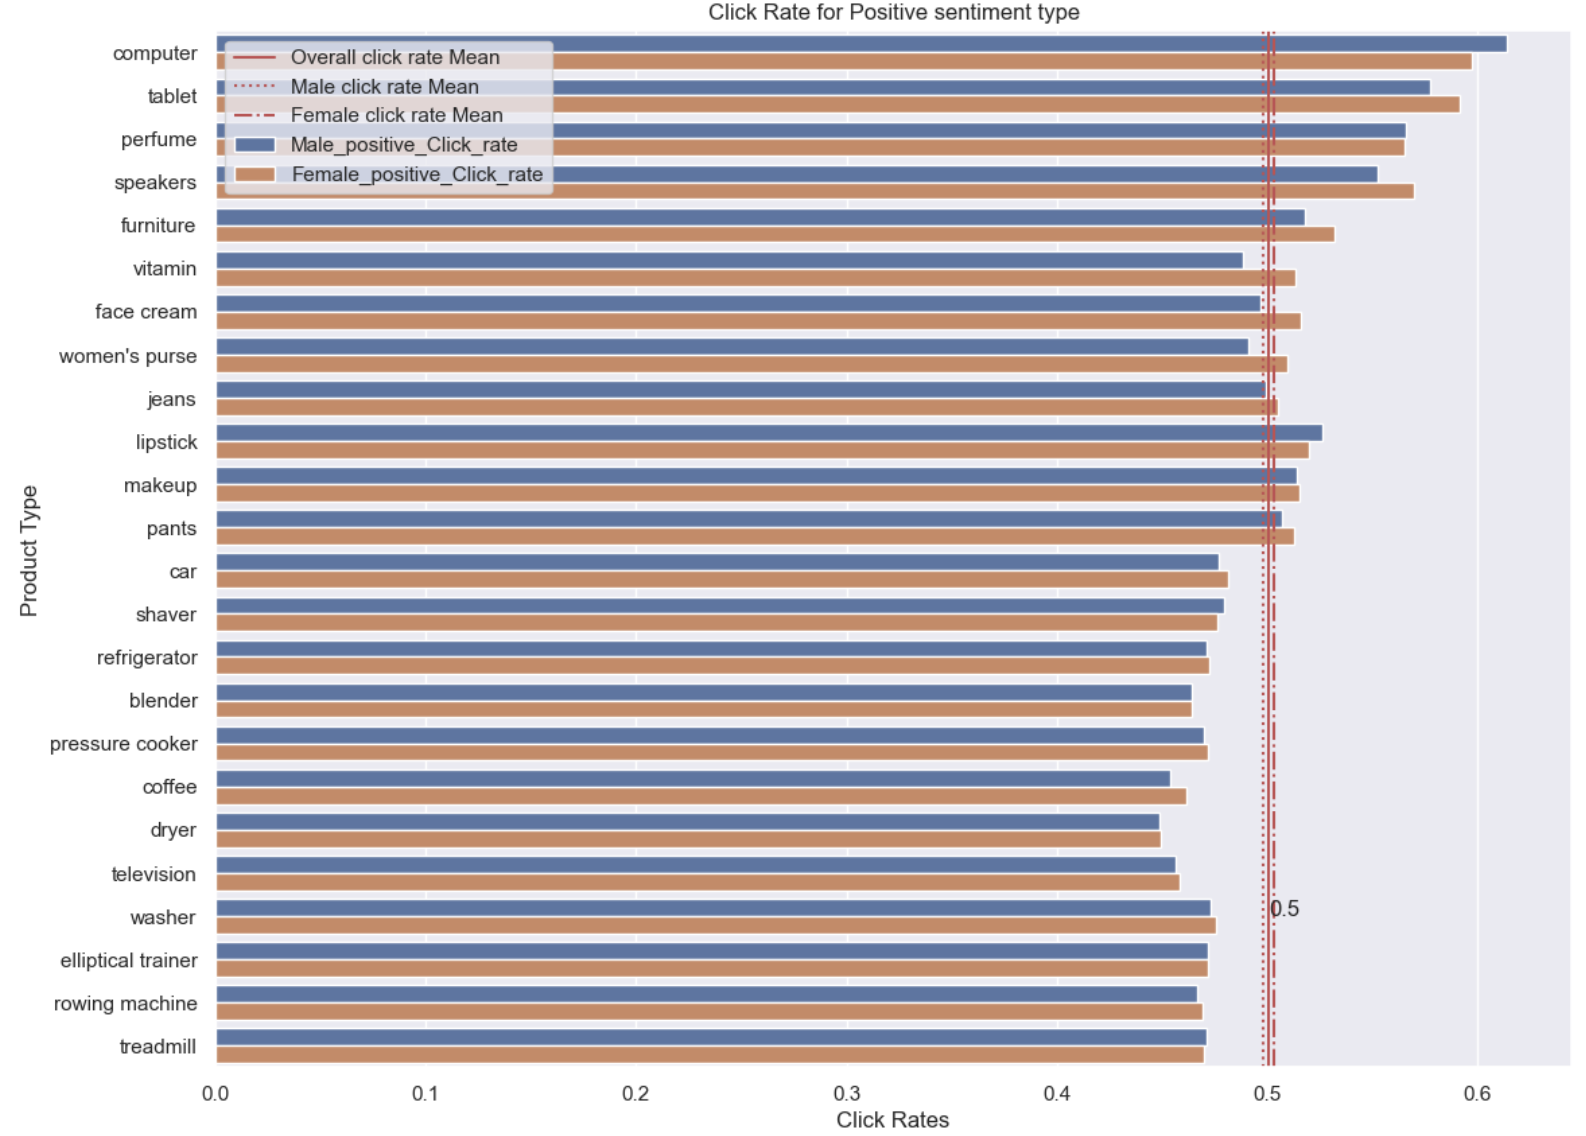 Click Rate for Positive sentiment type
Overall click rate Mean
Male click rate Mean
Female click rate Mean
Male_positive_Click_rate
Female_positive_Click_rate
Product Type
computer
tablet
perfume
speakers
furniture
vitamin
face cream
women's purse
jeans
lipstick
makeup
pants
car
shaver
refrigerator
blender
pressure cooker
coffee
dryer
television
washer
elliptical trainer
rowing machine
treadmill
0.5
0.0 0.1 0.2 0.3 0.4 0.5 0.6
Click Rates